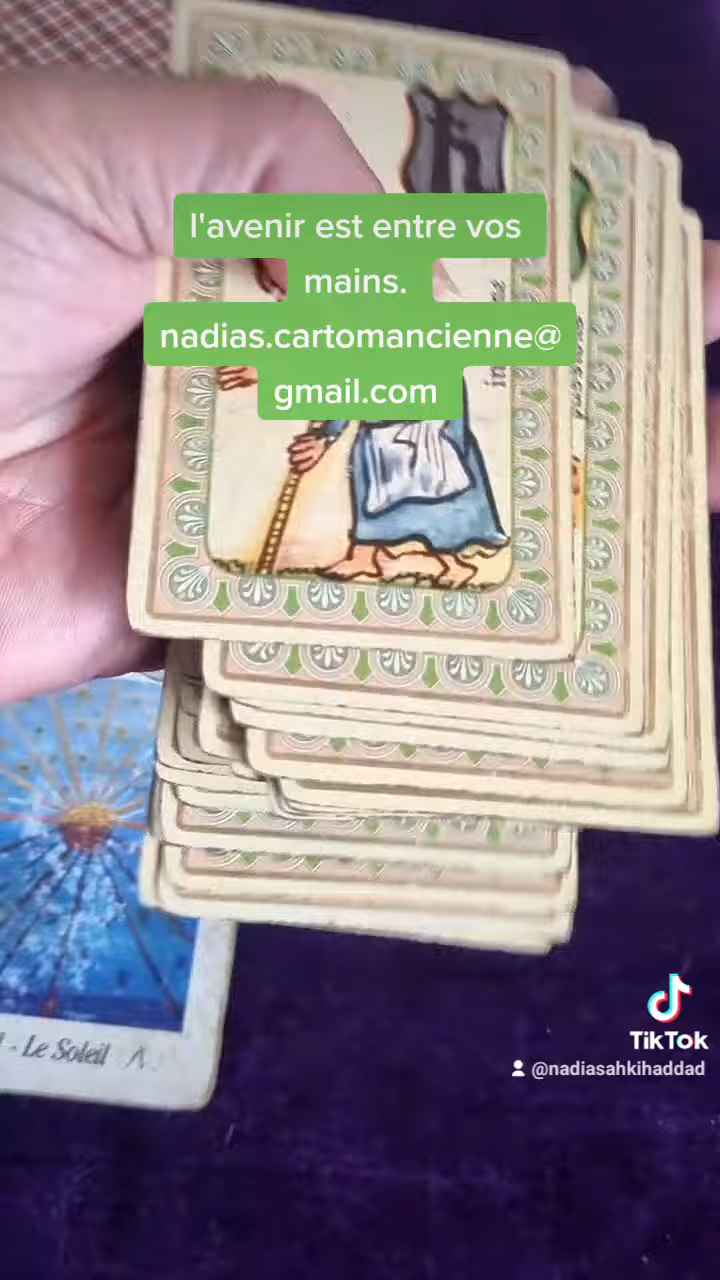 l'avenir est entre vos
mains.
nadias.cartomancienne@
gmail.com
- Le Soleil
TikTok
@nadiasahkihaddad